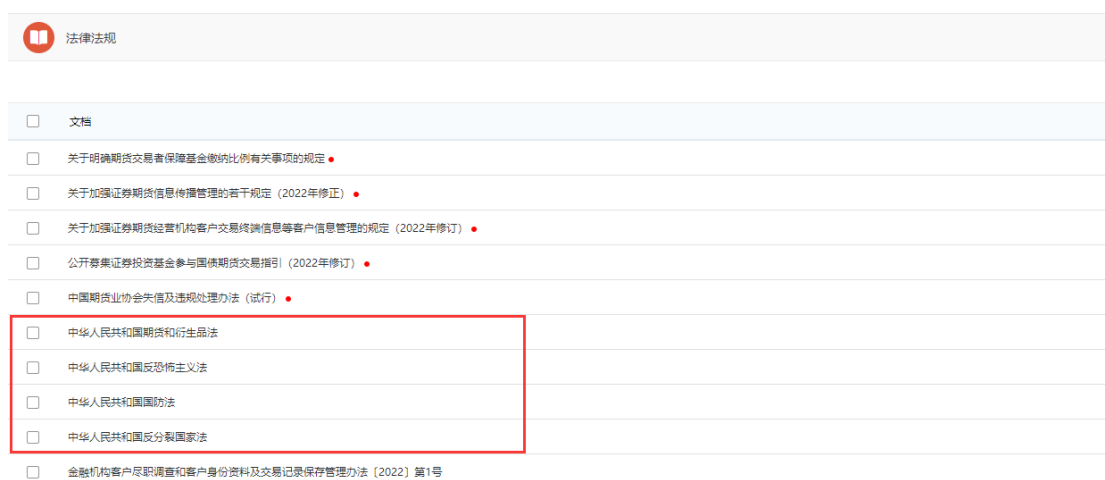 法律法规
文档
关于明确期货交易者保障基金缴纳比例有关事项的规定
关于加强证券期货信息传播管理的若干规定（2022年修正）
关于加强证券期货经营机构客户交易终端信息等客户信息管理的规定（2022年修订）
公开募集证券投资基金参与国债期货交易指引（2022年修订）
中国期货业协会失信及违规处理办法（试行）
中华人民共和国期货和衍生品法
中华人民共和国反恐怖主义法
中华人民共和国国防法
中华人民共和国反分裂国家法
金融机构客户尽职调查和客户身份资料及交易记录保存管理办法〔2022〕第1号